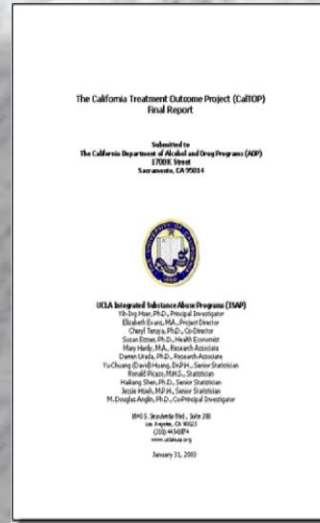 The California Treatment Outcome Project (CalTOP)
Final Report
Submitted to
The California Department of Alcohol and Drug Programs (ADP)
1700 K Street
Sacramento, CA 95814
UCLA Integrated Substance Abuse Programs (ISAP)
Yih-Ing Hser, Ph.D., Principal Investigator
Elizabeth Evans, M.A., Project Director
Cheryl Teruya, Ph.D., Co-Director
Susan Ettner, Ph.D., Health Economist
Mary Hardy, M.A., Research Associate
Darren Urada, Ph.D., Research Associate
Yu-Chuang (David) Huang, Dr.P.H., Senior Statistician
Ronald Picazo, M.H.S., Statistician
Haikang Shen, Ph.D., Senior Statistician
Jessie Hsieh, M.P.H., Senior Statistician
M. Douglas Anglin, Ph.D., Co-Principal Investigator
1640 S. Sepulveda Blvd., Suite 200
Los Angeles, CA 90025
www.uclaisap.org
January 31, 2003